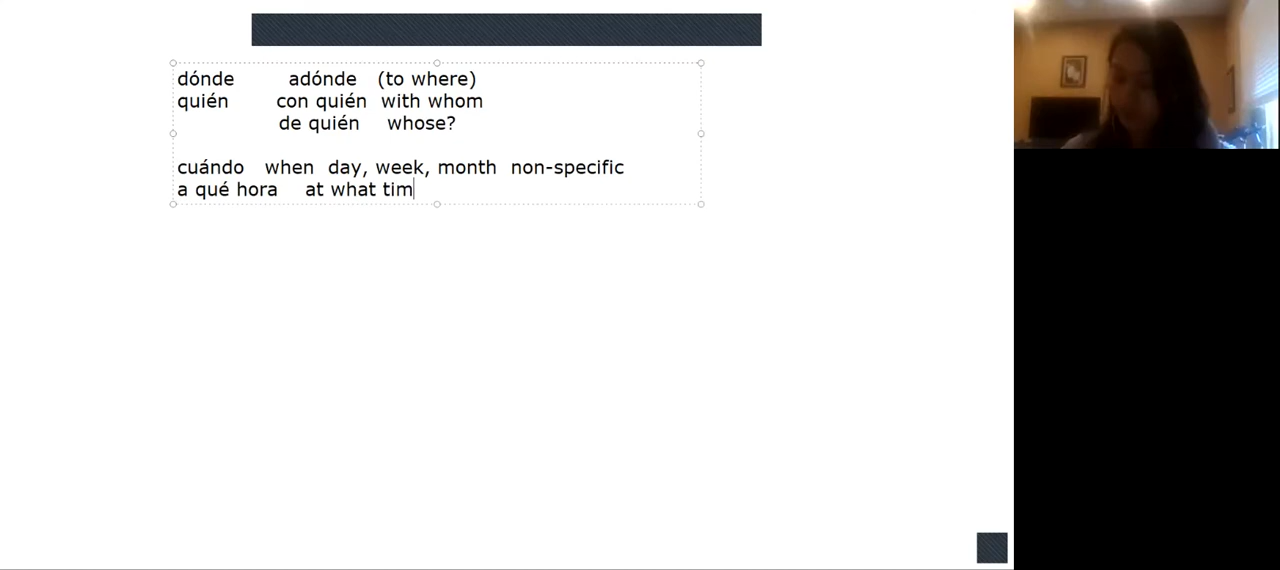 dónde adónde (to where)
quién con quién with whom
de quién whose?
cuándo when day, week, month non-specific
a qué hora at what tim